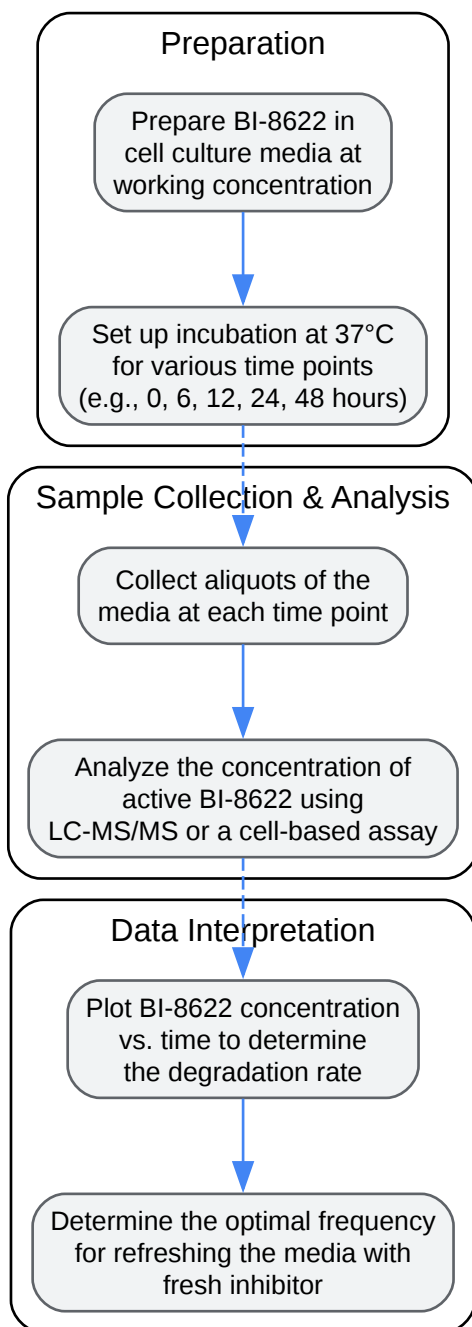 Preparation
Prepare BI-8622 in
cell culture media at
working concentration
Set up incubation at 37°C
for various time points
(e.g., 0, 6, 12, 24, 48 hours)
Sample Collection & Analysis
Collect aliquots of the
media at each time point
Analyze the concentration of
active BI-8622 using
LC-MS/MS or a cell-based assay
Data Interpretation
Plot BI-8622 concentration
vs. time to determine
the degradation rate
Determine the optimal frequency
for refreshing the media with
fresh inhibitor